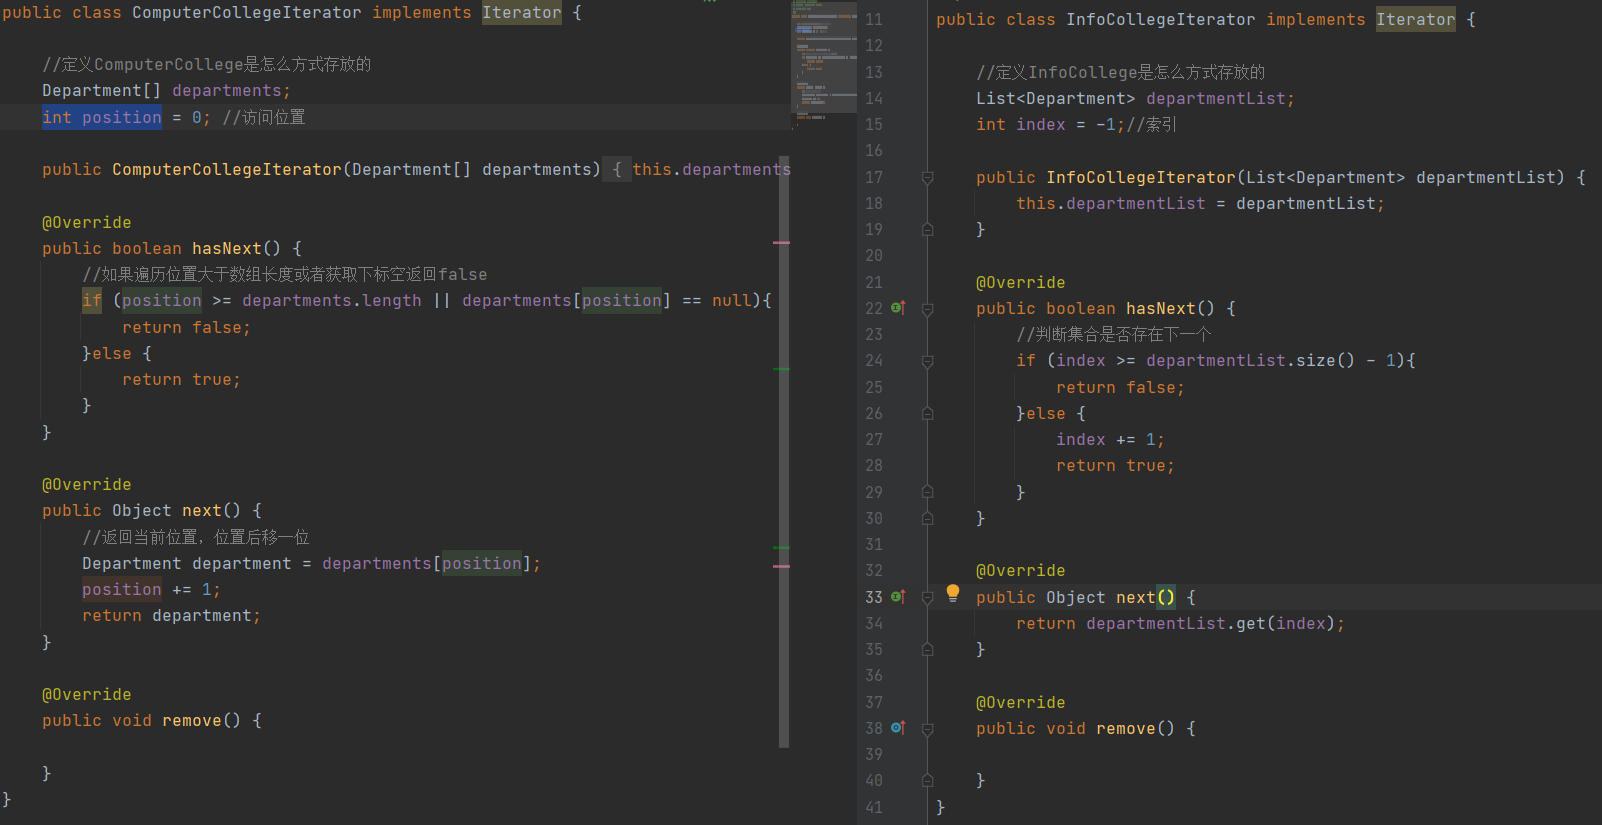 public class ComputerCollegeIterator implements Iterator {
//定义ComputerCollege是怎么方式存放的
Department[] departments;
int position = 0; //访问位置
public ComputerCollegeIterator(Department[] departments) { this.departments
@Override
public boolean hasNext() {
//如果遍历位置大于数组长度或者获取下标空返回false
if (position >= departments.length || departments[position] == null){
return false;
}else {
return true;
}
}
@Override
public Object next() {
//返回当前位置，位置后移一位
Department department = departments[position];
position += 1;
return department;
}
@Override
public void remove() {
}
}
11 public class InfoCollegeIterator implements Iterator {
12
13 //定义InfoCollege是怎么方式存放的
14 List<Department> departmentList;
15 int index = -1;//索引
16
17 public InfoCollegeIterator(List<Department> departmentList) {
18 this.departmentList = departmentList;
19 }
20
21 @Override
22 public boolean hasNext() {
23 //判断集合是否存在下一个
24 if (index >= departmentList.size() - 1){
25 return false;
26 }else {
27 index += 1;
28 return true;
29 }
30 }
31
32 @Override
33 public Object next() {
34 return departmentList.get(index);
35 }
36
37 @Override
38 public void remove() {
39
40 }
41 }